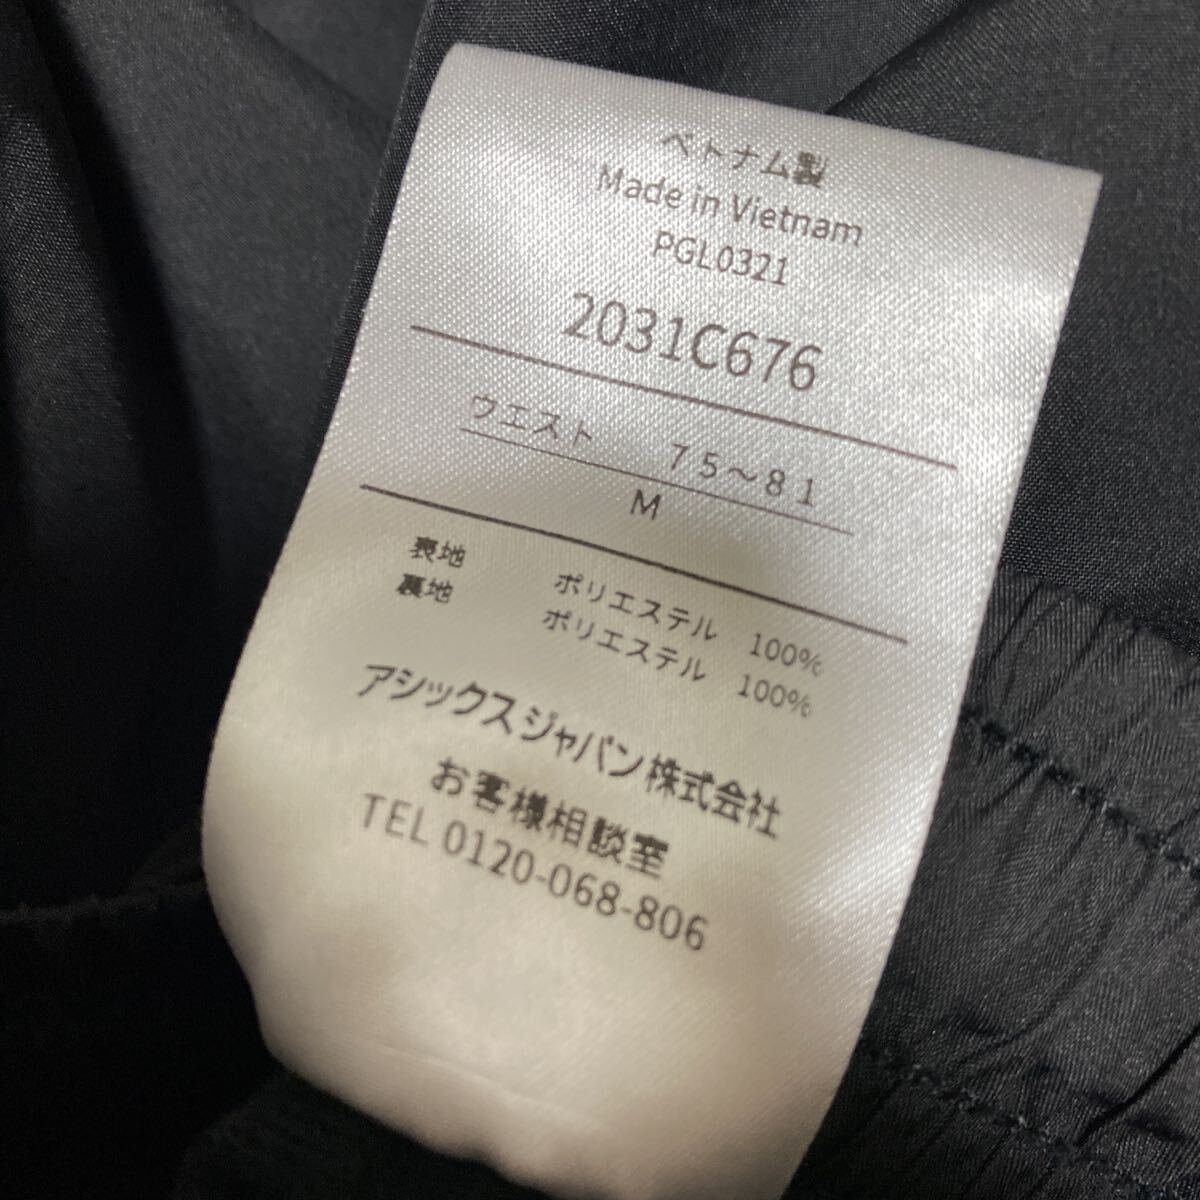 ベトナム製
Made in Vietnam
PGL0321
2031C676
ウエスト　75～81
M
表地　ポリエステル　100%
裏地　ポリエステル　100%
アシックスジャパン株式会社
お客様相談室
TEL 0120-068-806